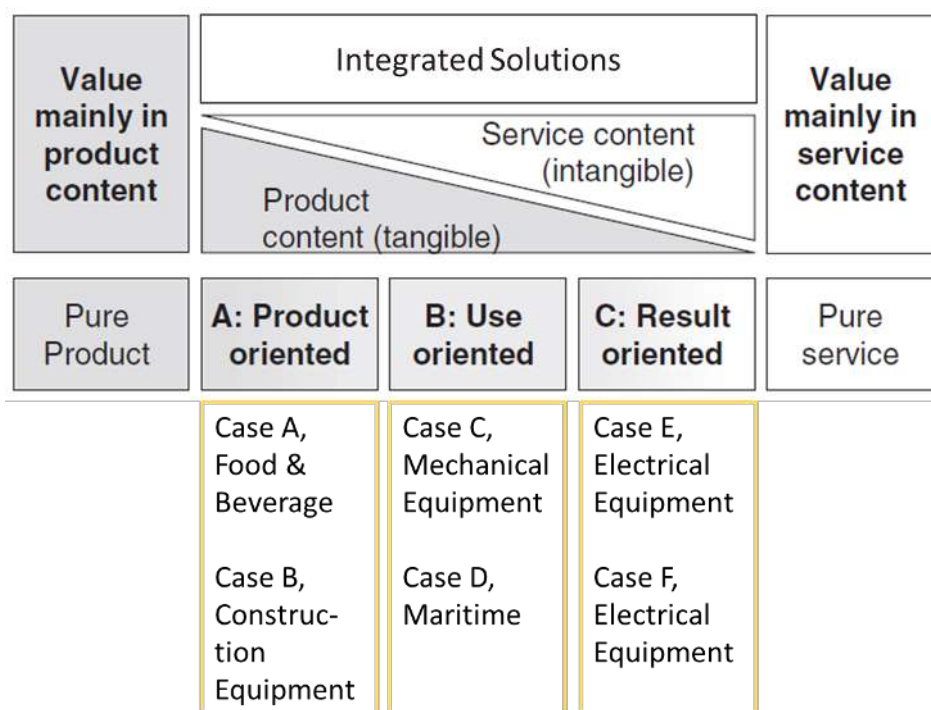 Value
mainly in
product
content
Integrated Solutions
Service content
(intangible)
Product
content (tangible)
Value
mainly in
service
content
Pure
Product
A: Product
oriented
B: Use
oriented
C: Result
oriented
Pure
service
Case A,
Food &
Beverage
Case B,
Construc-
tion
Equipment
Case C,
Mechanical
Equipment
Case D,
Maritime
Case E,
Electrical
Equipment
Case F,
Electrical
Equipment